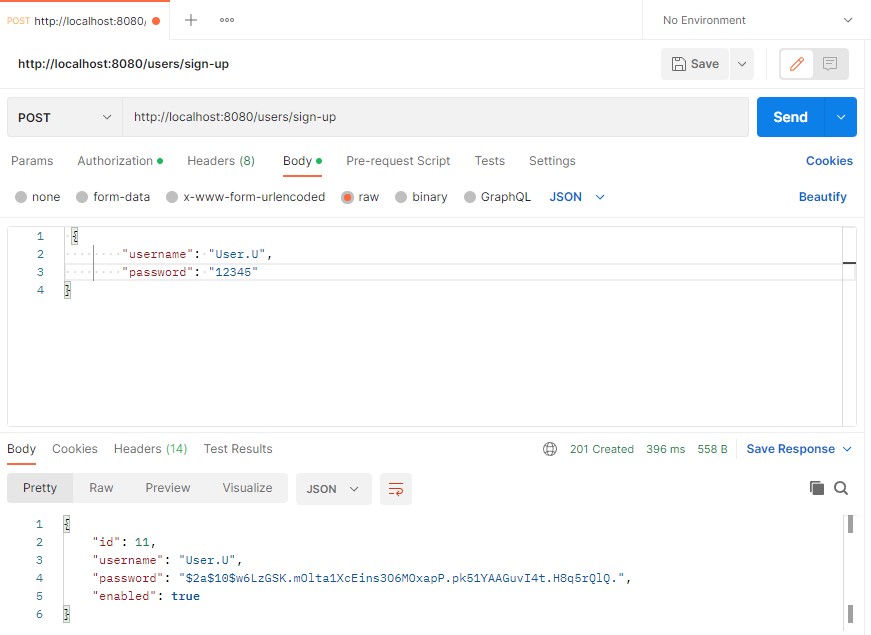 POST http://localhost:8080/
No Environment
http://localhost:8080/users/sign-up
Save
POST http://localhost:8080/users/sign-up Send
Params Authorization Headers (8) Body Pre-request Script Tests Settings Cookies
none form-data x-www-form-urlencoded raw binary GraphQL JSON Beautify
1 {
2 "username": "User.U",
3 "password": "12345"
4 }
Body Cookies Headers (14) Test Results 201 Created 396 ms 558 B Save Response
Pretty Raw Preview Visualize JSON
1 {
2 "id": 11,
3 "username": "User.U",
4 "password": "$2a$10$w6LzGSK.mOlta1XcEins3O6MOxapP.pk51YAAGuvI4t.H8q5rQlQ.",
5 "enabled": true
6 }